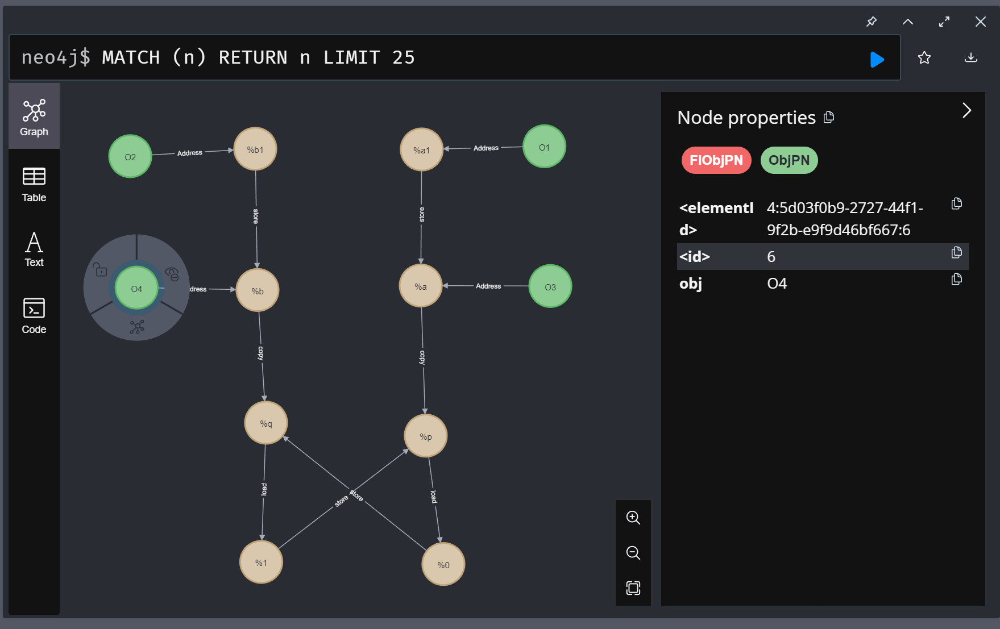 neo4j$ MATCH (n) RETURN n LIMIT 25
Graph
Table
Text
Code
O2
Address
%b1
%a1
Address
O1
store
store
O4
dress
%b
%a
Address
O3
copy
copy
%q
%p
load
store
store
load
%1
%0
Node properties
FIObjPN
ObjPN
<elementI
d>
4:5d03f0b9-2727-44f1-
9f2b-e9f9d46bf667:6
<id>
6
obj
O4